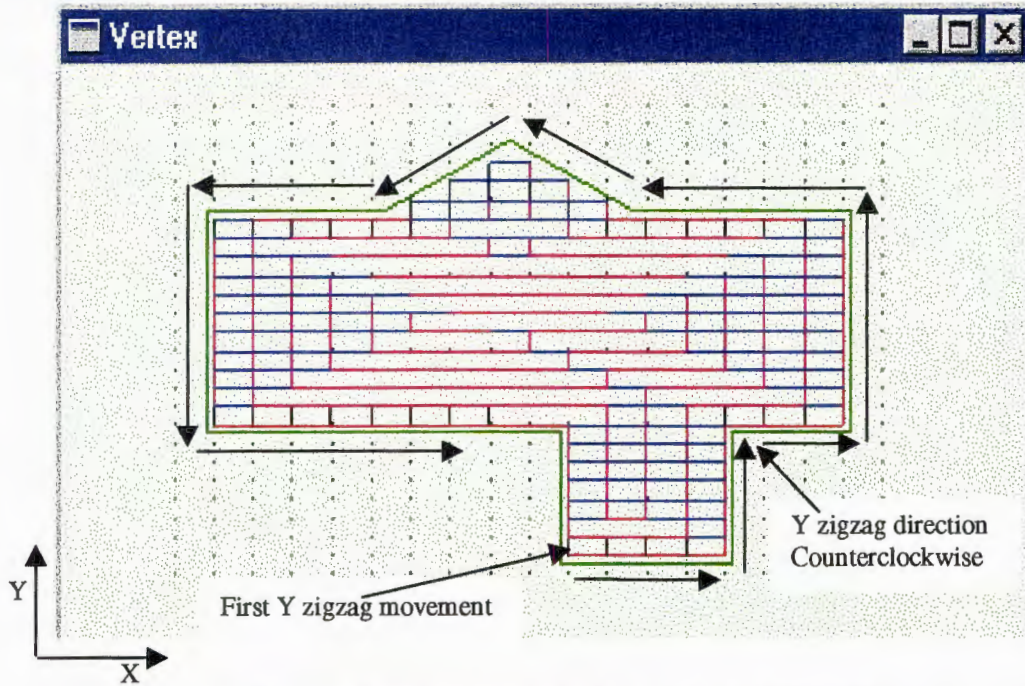 Vertex
Y zigzag direction
Counterclockwise
First Y zigzag movement
Y
X